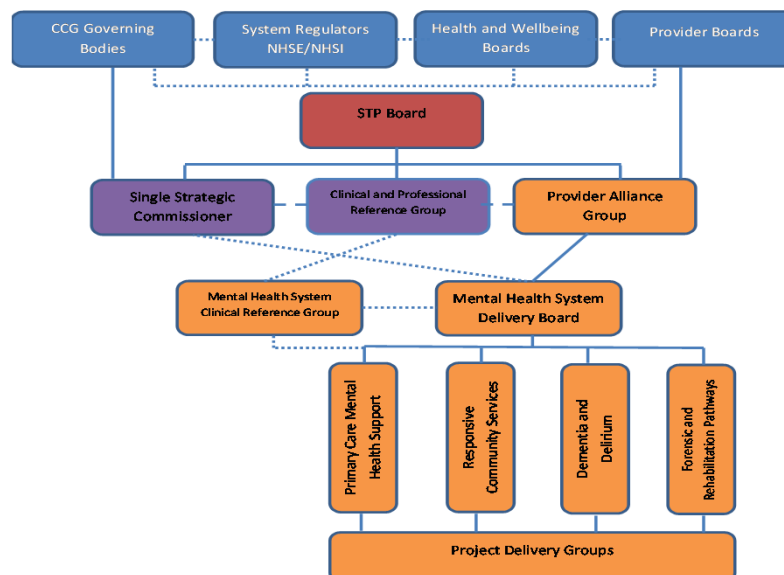 CCG Governing
Bodies
System Regulators
NHSE/NHSI
Health and Wellbeing
Boards
Provider Boards
STP Board
Single Strategic
Commissioner
Clinical and Professional
Reference Group
Provider Alliance
Group
Mental Health System
Clinical Reference Group
Mental Health System
Delivery Board
Primary Care Mental
Health Support
Responsive
Community Services
Dementia and
Delirium
Forensic and
Rehabilitation Pathways
Project Delivery Groups